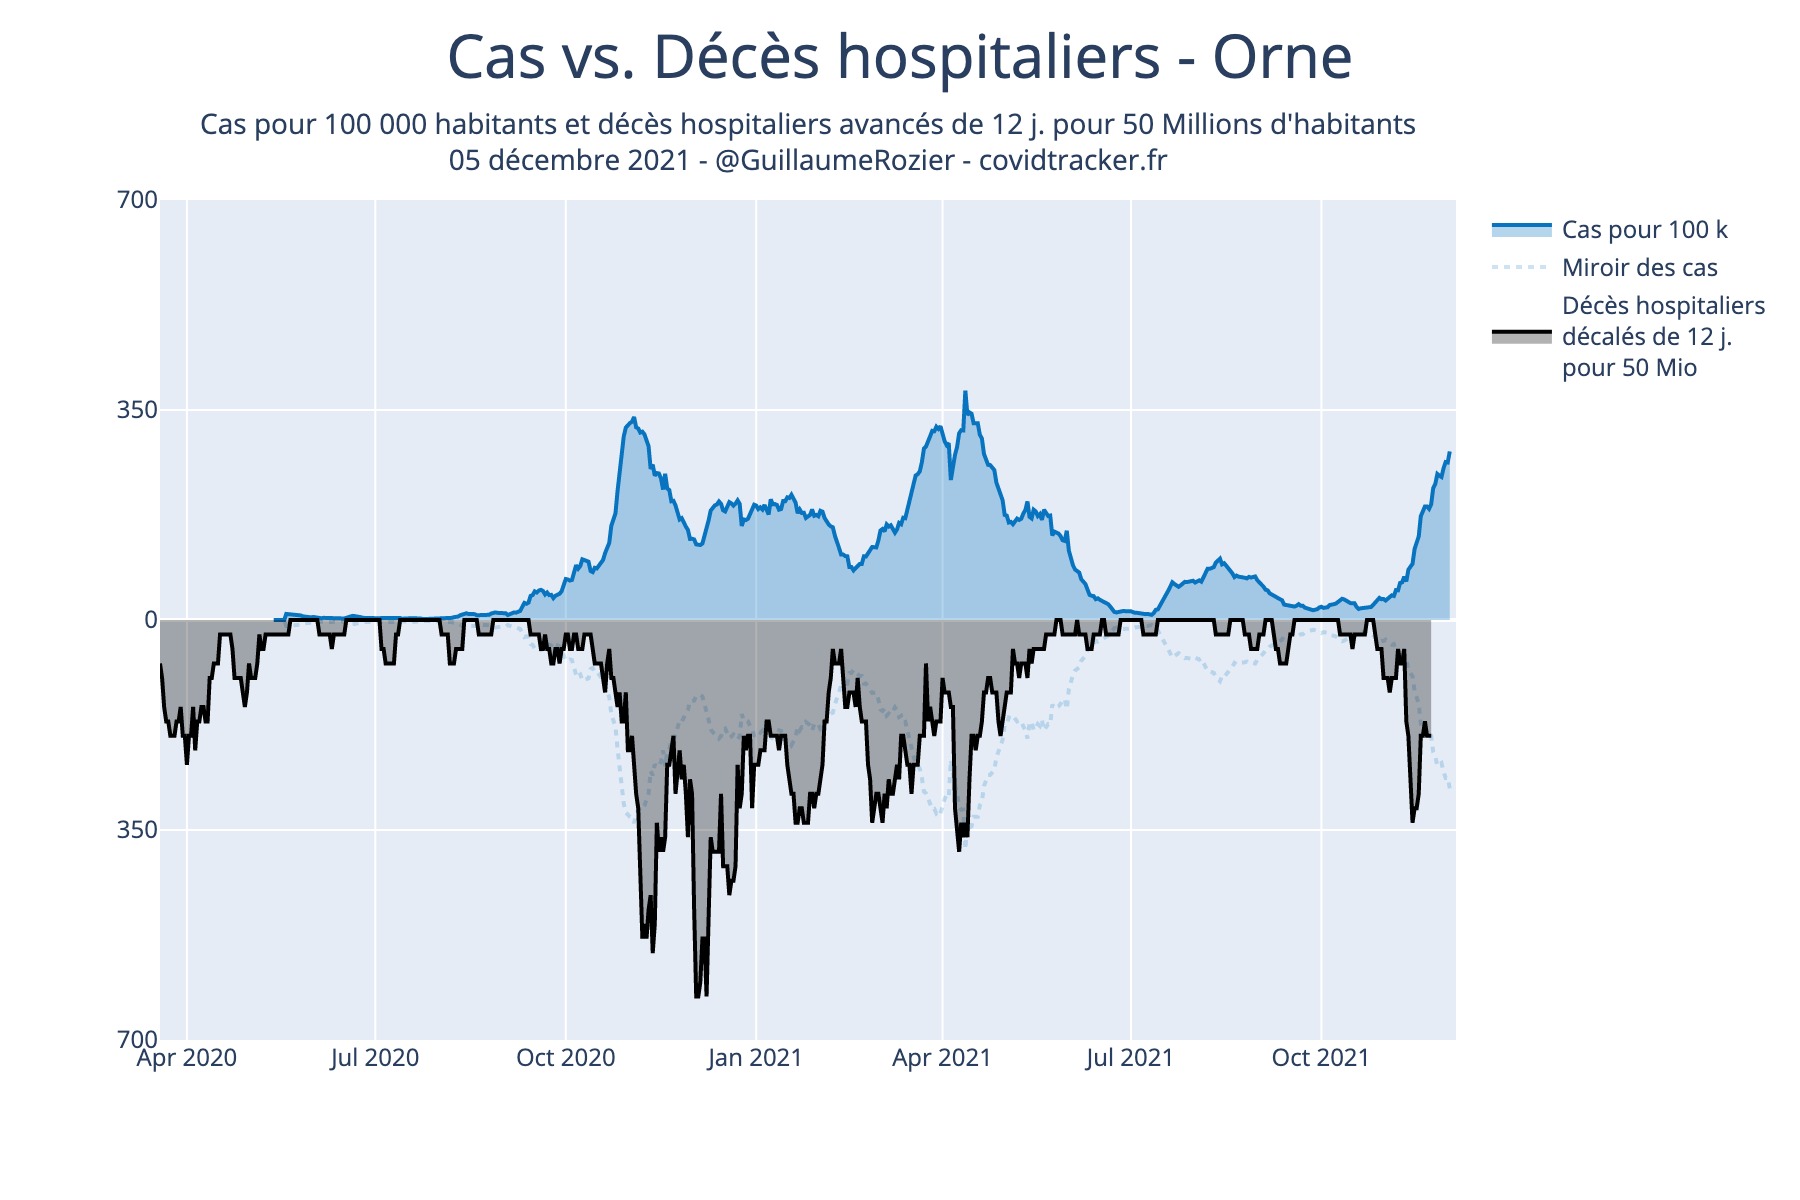 Cas vs. Décès hospitaliers - Orne
Cas pour 100 000 habitants et décès hospitaliers avancés de 12 j. pour 50 Millions d'habitants
05 décembre 2021 - @GuillaumeRozier - covidtracker.fr
700
350
0
350
700
Apr 2020
Jul 2020
Oct 2020
Jan 2021
Apr 2021
Jul 2021
Oct 2021
Cas pour 100 k
Miroir des cas
Décès hospitaliers
décalés de 12 j.
pour 50 Mio